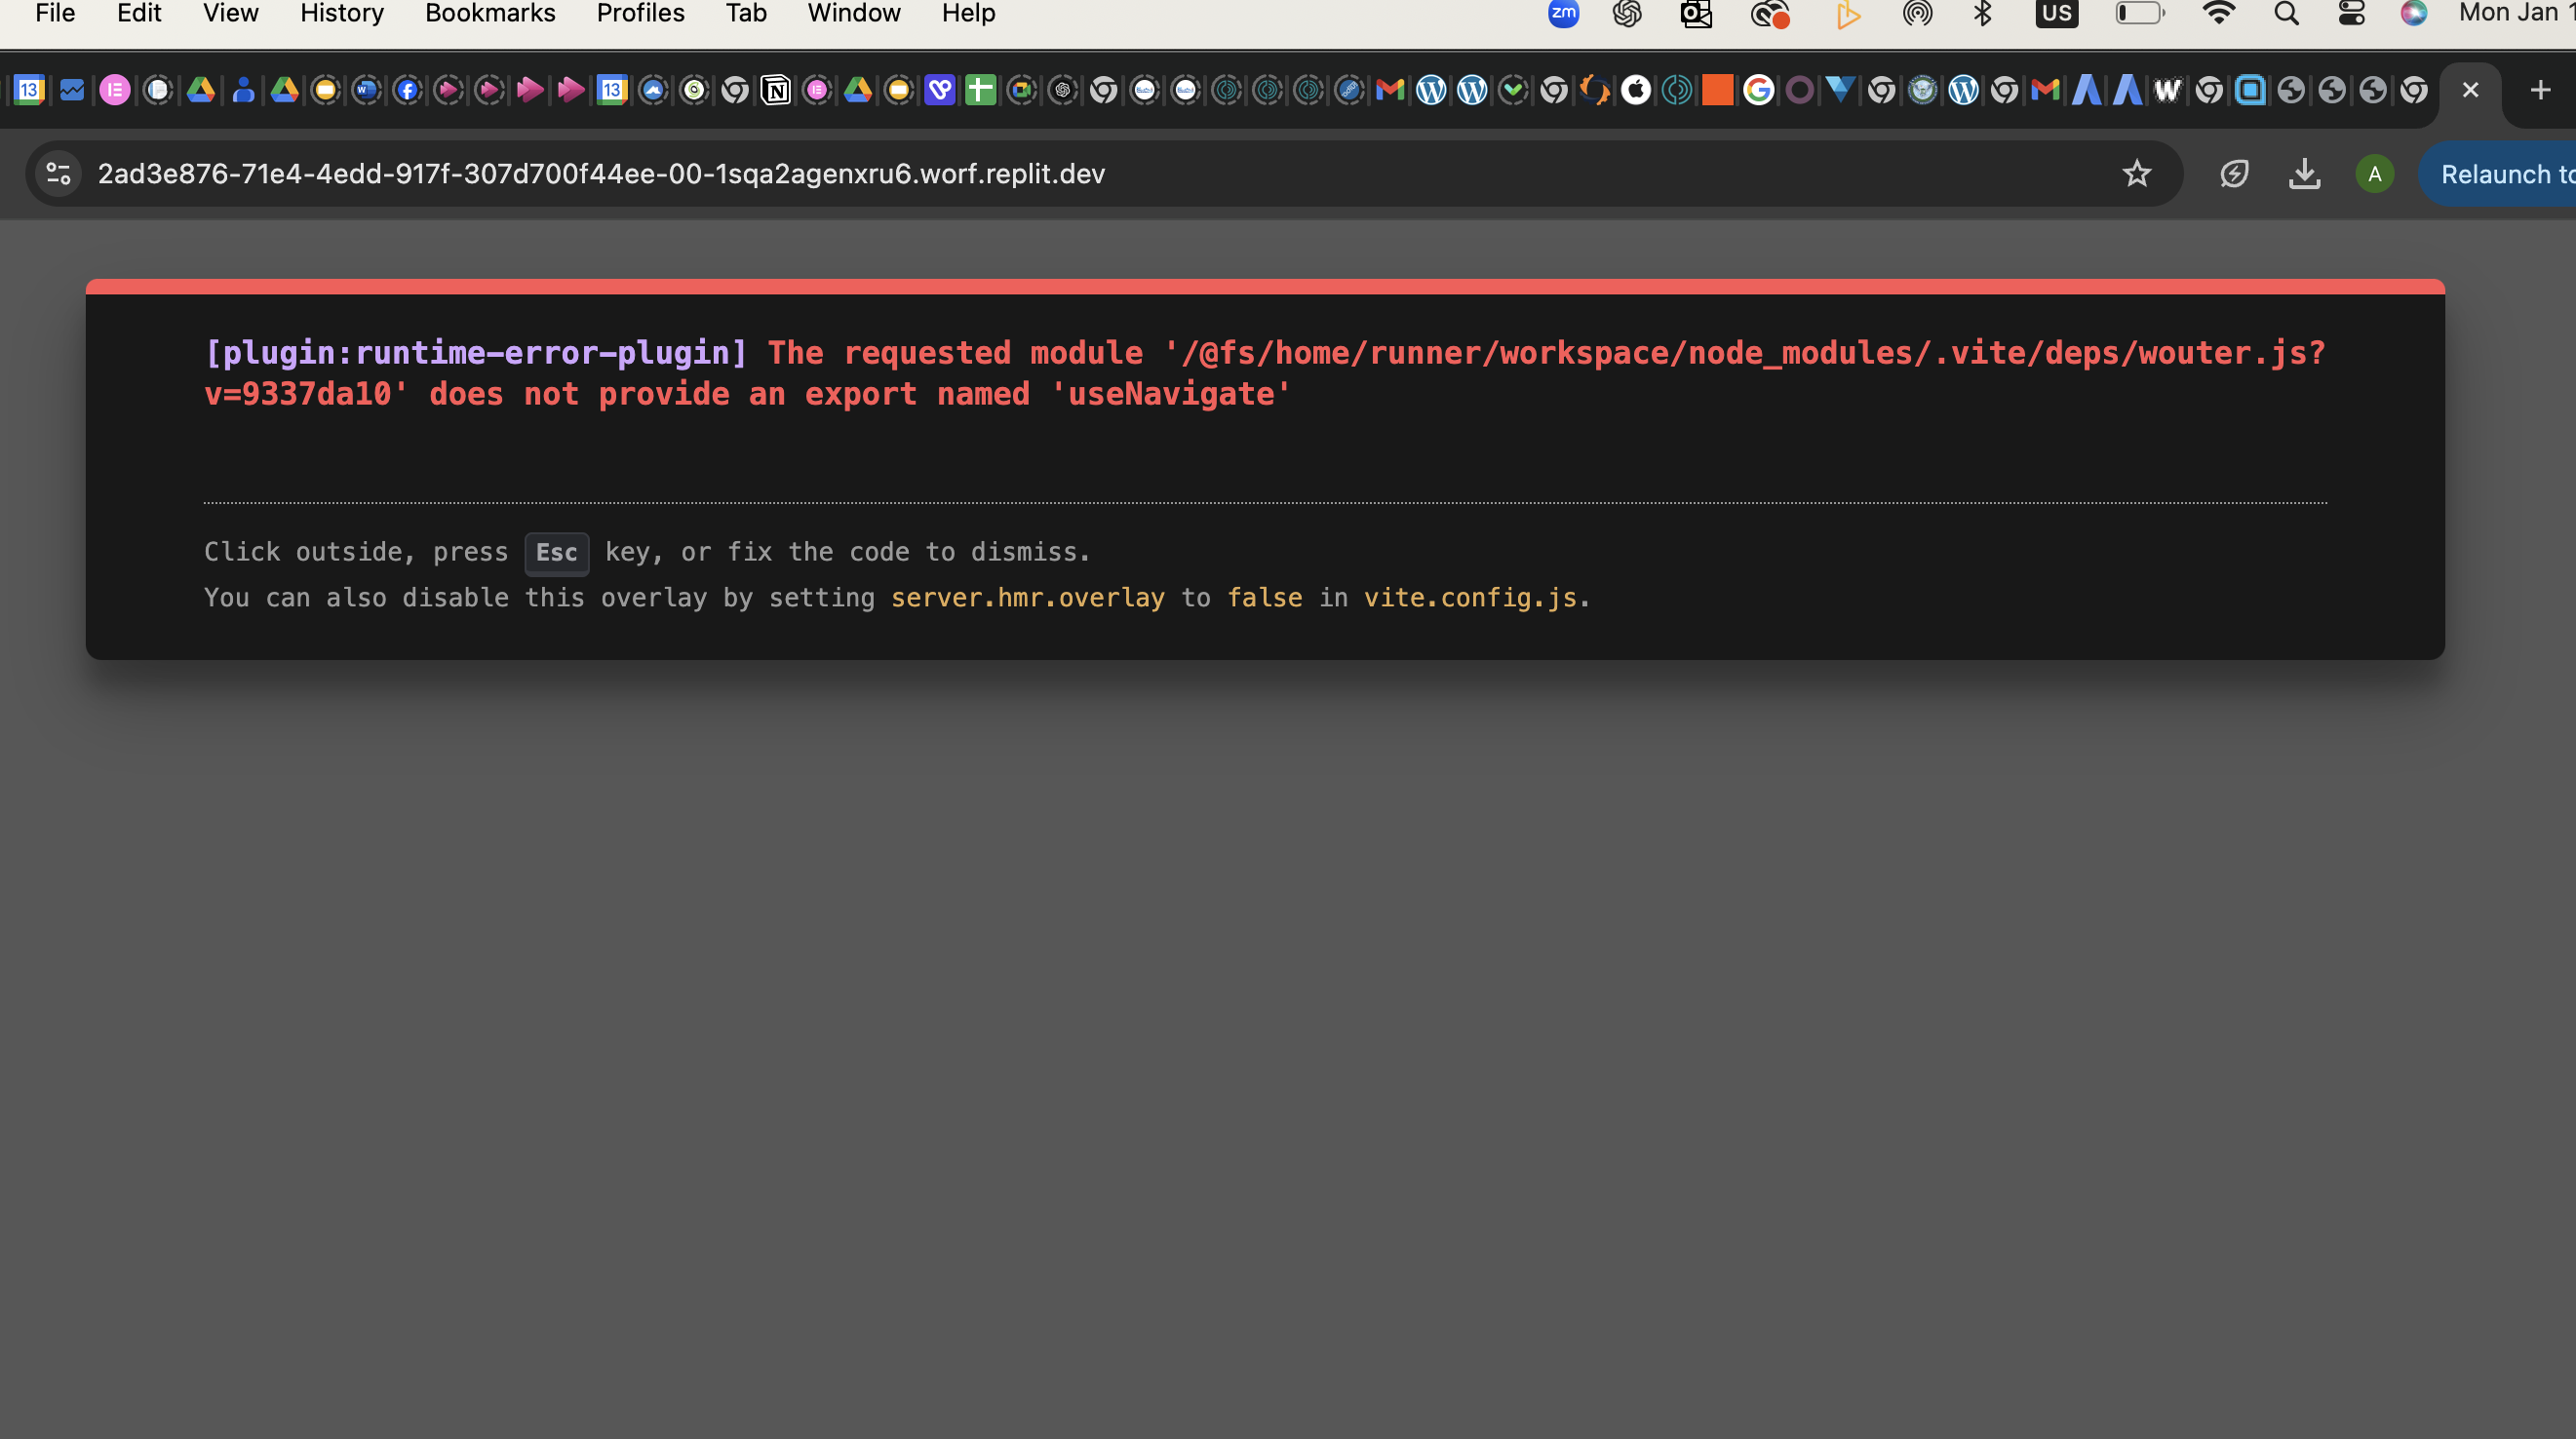 File Edit View History Bookmarks Profiles Tab Window Help zm US Mon Jan 1
13 13
2ad3e876-71e4-4edd-917f-307d700f44ee-00-1sqa2agenxru6.worf.replit.dev A Relaunch to
[plugin:runtime-error-plugin] The requested module '/@fs/home/runner/workspace/node_modules/.vite/deps/wouter.js?
v=9337da10' does not provide an export named 'useNavigate'
Click outside, press Esc key, or fix the code to dismiss.
You can also disable this overlay by setting server.hmr.overlay to false in vite.config.js.